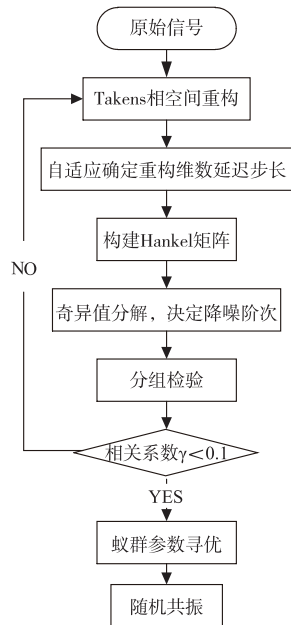 原始信号
Takens相空间重构
自适应确定重构维数延迟步长
构建Hankel矩阵
NO
奇异值分解，决定降噪阶次
分组检验
相关系数γ<0.1
YES
蚁群参数寻优
随机共振